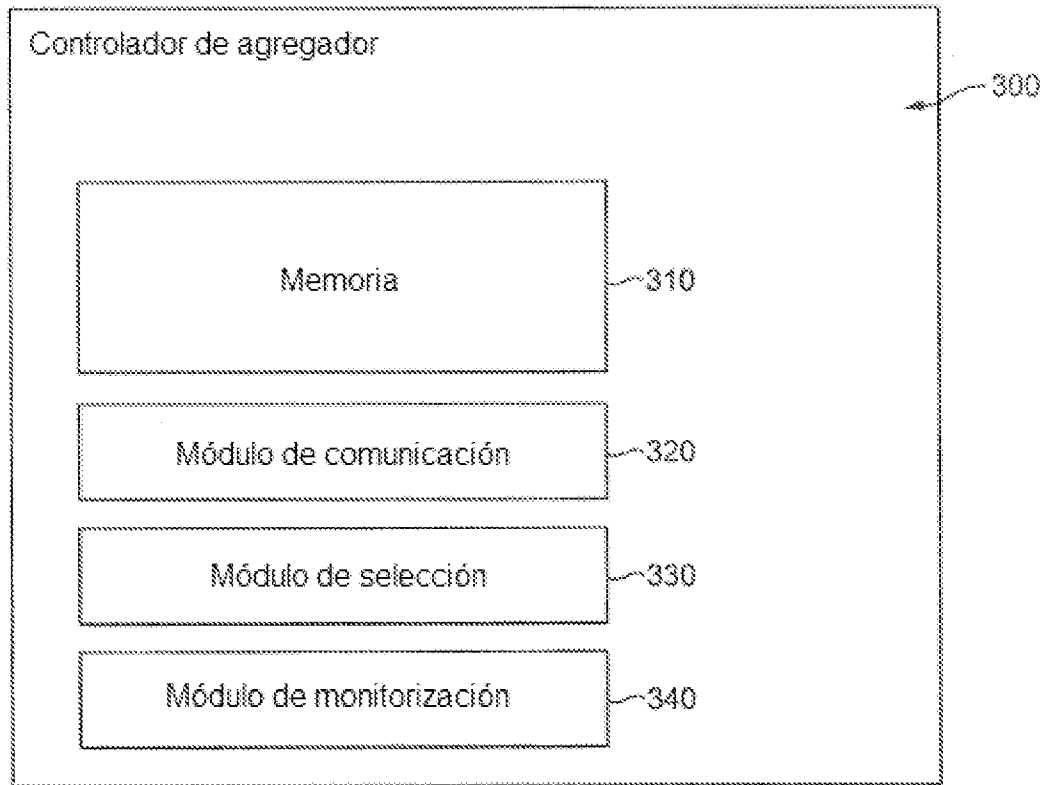 Controlador de agregador
300
Memoria
310
Módulo de comunicación
320
Módulo de selección
330
Módulo de monitorización
340